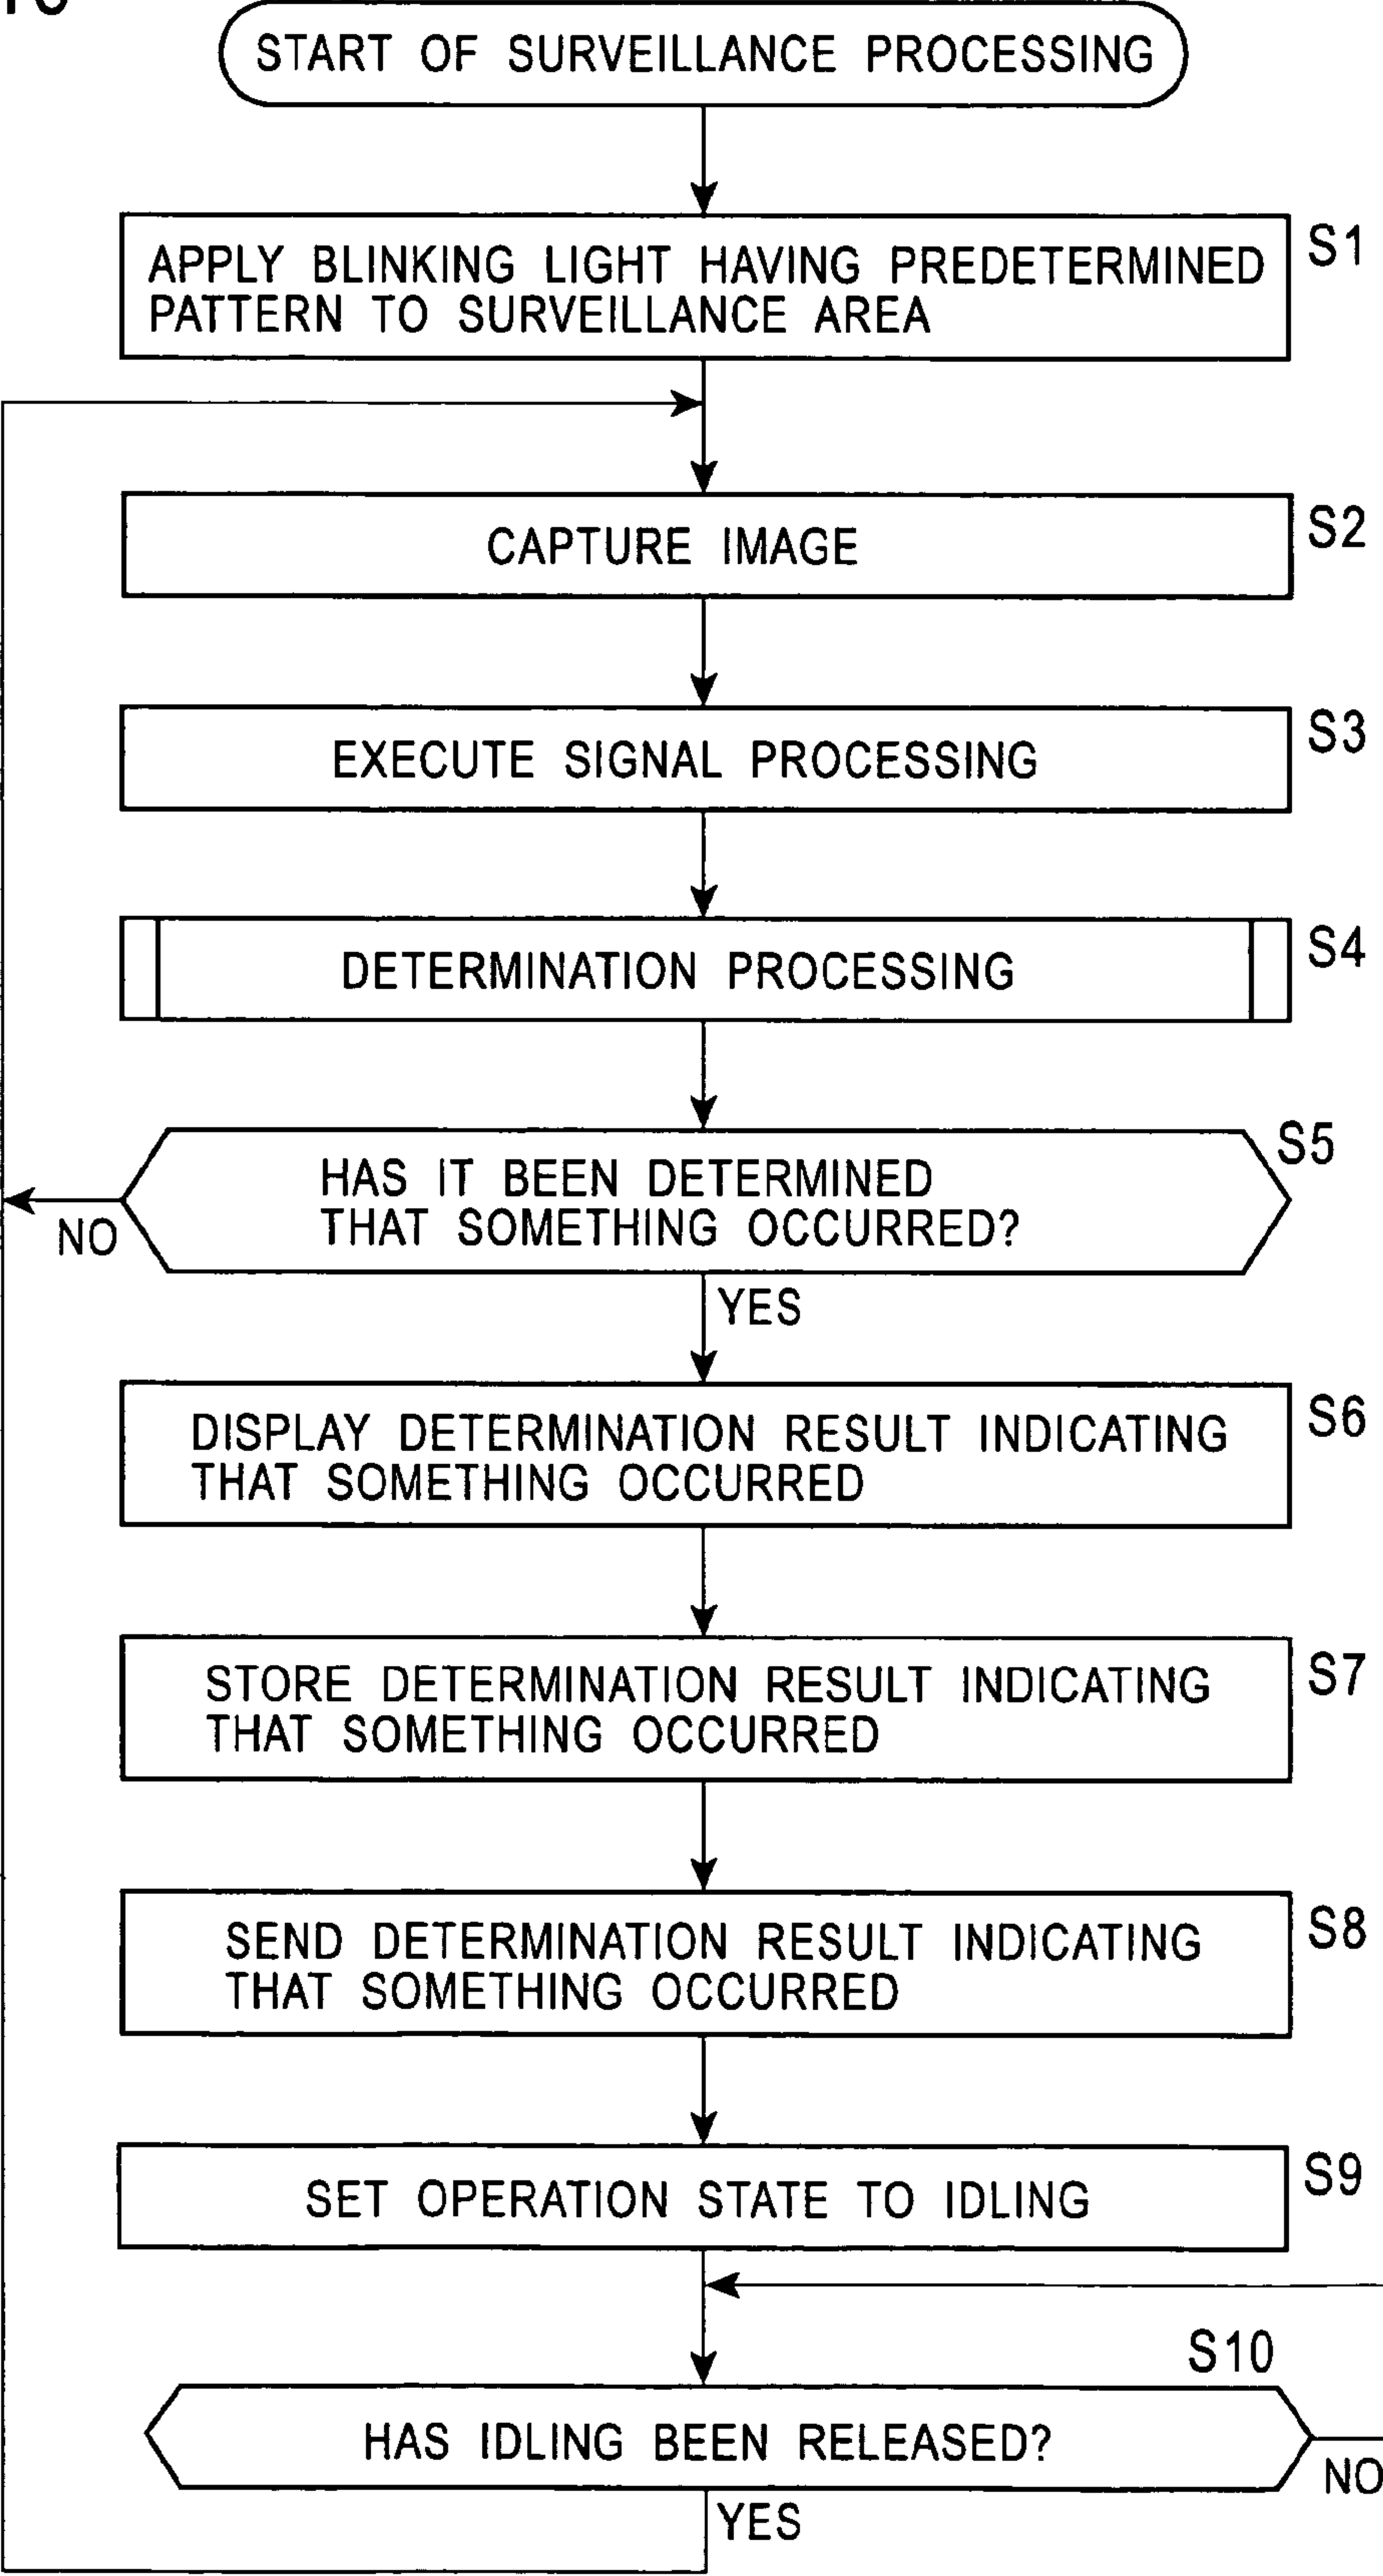 START OF SURVEILLANCE PROCESSING
S1
APPLY BLINKING LIGHT HAVING PREDETERMINED
PATTERN TO SURVEILLANCE AREA
S2
CAPTURE IMAGE
S3
EXECUTE SIGNAL PROCESSING
S4
DETERMINATION PROCESSING
S5
HAS IT BEEN DETERMINED
THAT SOMETHING OCCURRED?
NO
YES
S6
DISPLAY DETERMINATION RESULT INDICATING
THAT SOMETHING OCCURRED
S7
STORE DETERMINATION RESULT INDICATING
THAT SOMETHING OCCURRED
S8
SEND DETERMINATION RESULT INDICATING
THAT SOMETHING OCCURRED
S9
SET OPERATION STATE TO IDLING
S10
HAS IDLING BEEN RELEASED?
NO
YES